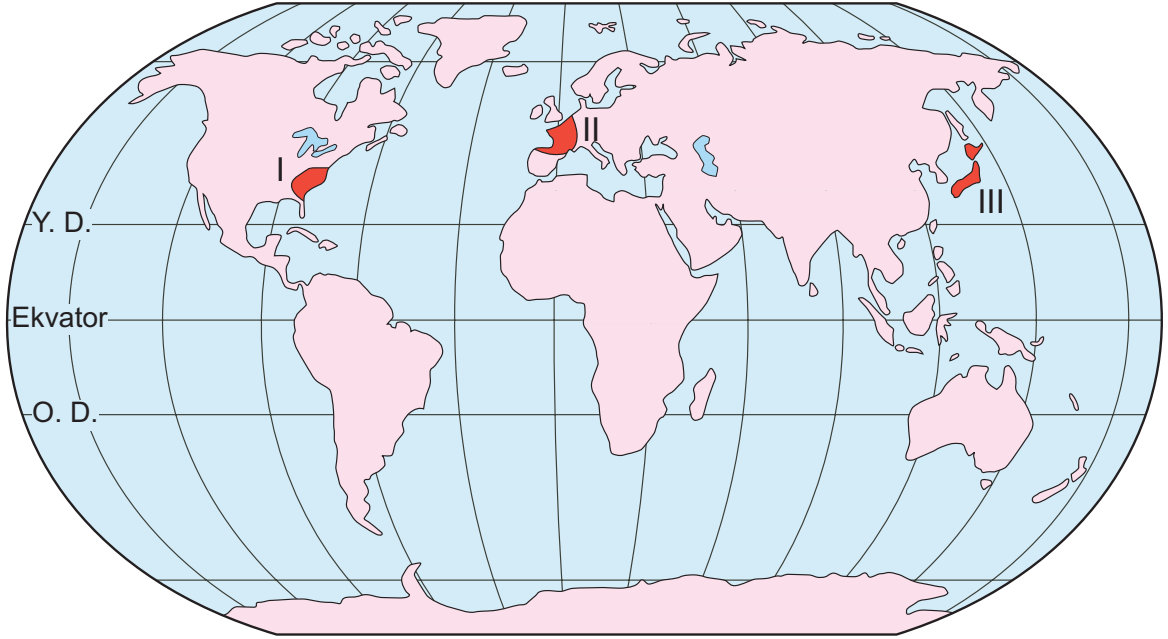 II
I
III
Y. D.
Ekvator
O. D.